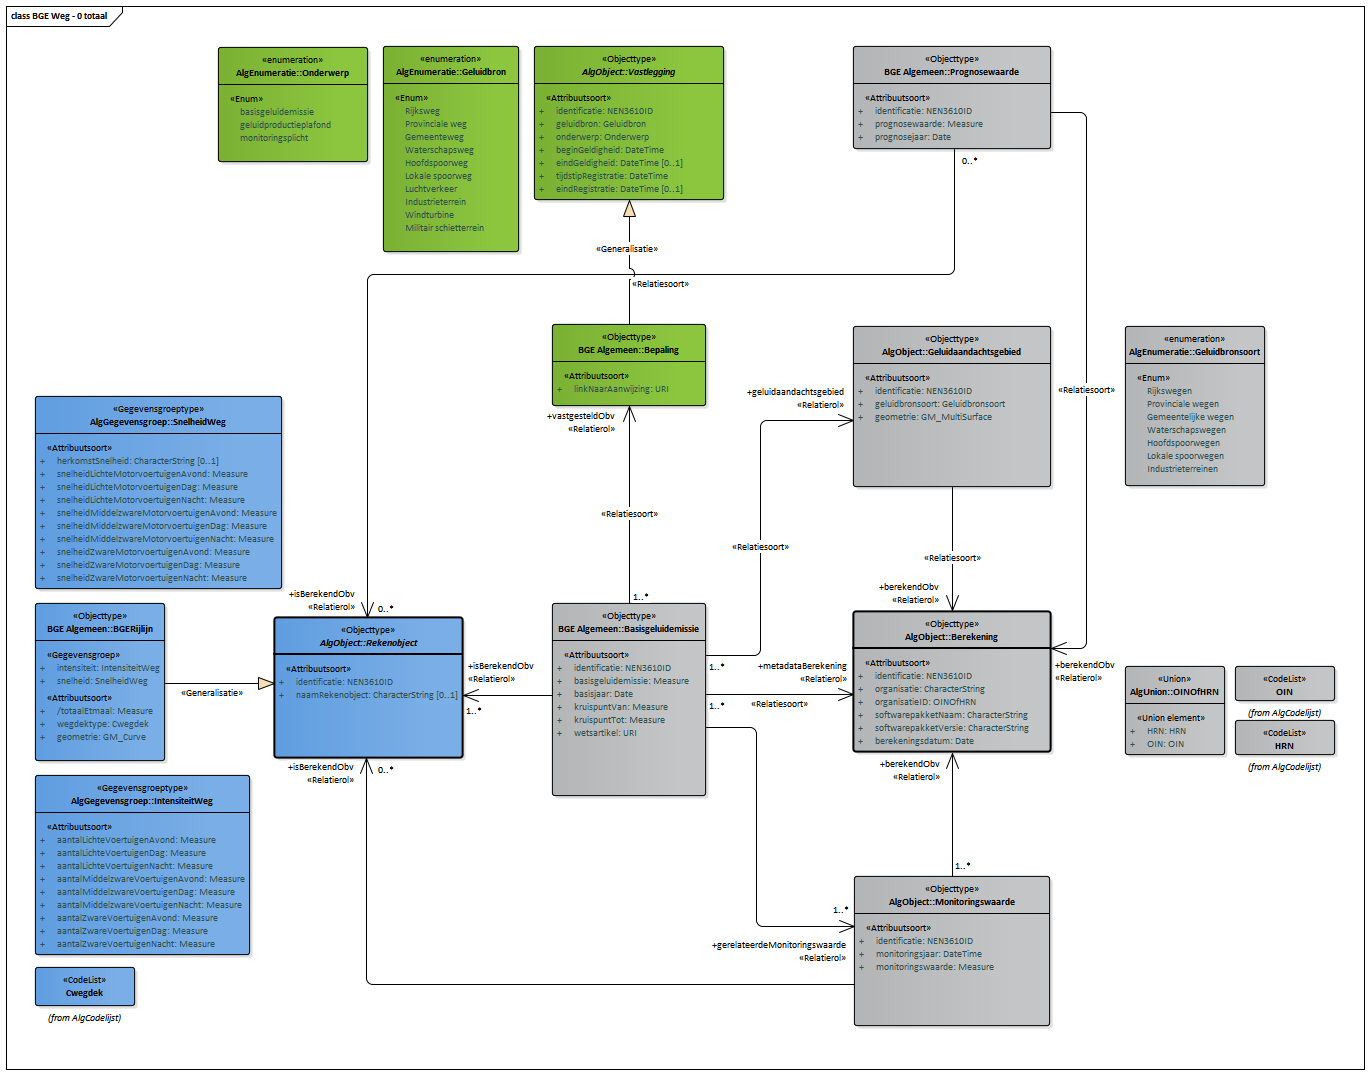 class BGE Weg - 0 totaal
«enumeration»
AlgEnumeratie::Onderwerp
«Enum»
basisgeluidemissie
geluidproductieplafond
monitoringsplicht
«enumeration»
AlgEnumeratie::Geluidbron
«Enum»
Rijksweg
Provinciale weg
Gemeenteweg
Waterschapsweg
Hoofdspoorweg
Lokale spoorweg
Luchtverkeer
Industrieterrein
Windturbine
Militair schietterrein
«Objecttype»
AlgObject::Vastlegging
«Attribuutsoort»
+ identificatie: NEN3610ID
+ geluidbron: Geluidbron
+ onderwerp: Onderwerp
+ beginGeldigheid: DateTime
+ eindGeldigheid: DateTime [0..1]
+ tijdstipRegistratie: DateTime
+ eindRegistratie: DateTime [0..1]
«Objecttype»
BGE Algemeen::Prognosewaarde
«Attribuutsoort»
+ identificatie: NEN3610ID
+ prognosewaarde: Measure
+ prognosejaar: Date
0..*
«Generalisatie»
«Relatiesoort»
«Objecttype»
BGE Algemeen::Bepaling
«Attribuutsoort»
+ linkNaarAanwijzing: URI
+vastgesteldObv
«Relatierol»
«Relatiesoort»
1..*
+geluidaandachtsgebied
«Relatierol»
«Relatiesoort»
«Objecttype»
AlgObject::Geluidaandachtsgebied
«Attribuutsoort»
+ identificatie: NEN3610ID
+ geluidbronsoort: Geluidbronsoort
+ geometrie: GM_MultiSurface
«Relatiesoort»
+berekendObv
«Relatierol»
«Relatiesoort»
«enumeration»
AlgEnumeratie::Geluidbronsoort
«Enum»
Rijkswegen
Provinciale wegen
Gemeentelijke wegen
Waterschapswegen
Hoofdspoorwegen
Lokale spoorwegen
Industrieterreinen
«Gegevensgroeptype»
AlgGegevensgroep::SnelheidWeg
«Attribuutsoort»
+ herkomstSnelheid: CharacterString [0..1]
+ snelheidLichteMotorvoertuigenAvond: Measure
+ snelheidLichteMotorvoertuigenDag: Measure
+ snelheidLichteMotorvoertuigenNacht: Measure
+ snelheidMiddelzwareMotorvoertuigenAvond: Measure
+ snelheidMiddelzwareMotorvoertuigenDag: Measure
+ snelheidMiddelzwareMotorvoertuigenNacht: Measure
+ snelheidZwareMotorvoertuigenAvond: Measure
+ snelheidZwareMotorvoertuigenDag: Measure
+ snelheidZwareMotorvoertuigenNacht: Measure
«Objecttype»
BGE Algemeen::BGERijlijn
«Gegevensgroep»
+ intensiteit: IntensiteitWeg
+ snelheid: SnelheidWeg
«Attribuutsoort»
+ /totaalEtmaal: Measure
+ wegdektype: Cwegdek
+ geometrie: GM_Curve
«Generalisatie»
+isBerekendObv
«Relatierol»
0..*
«Objecttype»
AlgObject::Rekenobject
«Attribuutsoort»
+ identificatie: NEN3610ID
+ naamRekenobject: CharacterString [0..1]
+isBerekendObv
«Relatierol»
1..*
+isBerekendObv
«Relatierol»
0..*
«Objecttype»
BGE Algemeen::Basisgeluidemissie
«Attribuutsoort»
+ identificatie: NEN3610ID
+ basisgeluidemissie: Measure
+ basisjaar: Date
+ kruispuntVan: Measure
+ kruispuntTot: Measure
+ wetsartikel: URI
1..*
+metadataBerekening
«Relatierol»
1..*
«Relatiesoort»
«Objecttype»
AlgObject::Berekening
«Attribuutsoort»
+ identificatie: NEN3610ID
+ organisatie: CharacterString
+ organisatieID: OINOfHRN
+ softwarepakketNaam: CharacterString
+ softwarepakketVersie: CharacterString
+ berekeningsdatum: Date
+berekendObv
«Relatierol»
+berekendObv
«Relatierol»
«Union»
AlgUnion::OINOfHRN
«Union element»
+ HRN: HRN
+ OIN: OIN
«CodeList»
OIN
(from AlgCodelijst)
«CodeList»
HRN
(from AlgCodelijst)
«Gegevensgroeptype»
AlgGegevensgroep::IntensiteitWeg
«Attribuutsoort»
+ aantalLichteVoertuigenAvond: Measure
+ aantalLichteVoertuigenDag: Measure
+ aantalLichteVoertuigenNacht: Measure
+ aantalMiddelzwareVoertuigenAvond: Measure
+ aantalMiddelzwareVoertuigenDag: Measure
+ aantalMiddelzwareVoertuigenNacht: Measure
+ aantalZwareVoertuigenAvond: Measure
+ aantalZwareVoertuigenDag: Measure
+ aantalZwareVoertuigenNacht: Measure
1..*
1..*
+gerelateerdeMonitoringswaarde
«Relatierol»
«Objecttype»
AlgObject::Monitoringswaarde
«Attribuutsoort»
+ identificatie: NEN3610ID
+ monitoringsjaar: DateTime
+ monitoringswaarde: Measure
«CodeList»
Cwegdek
(from AlgCodelijst)